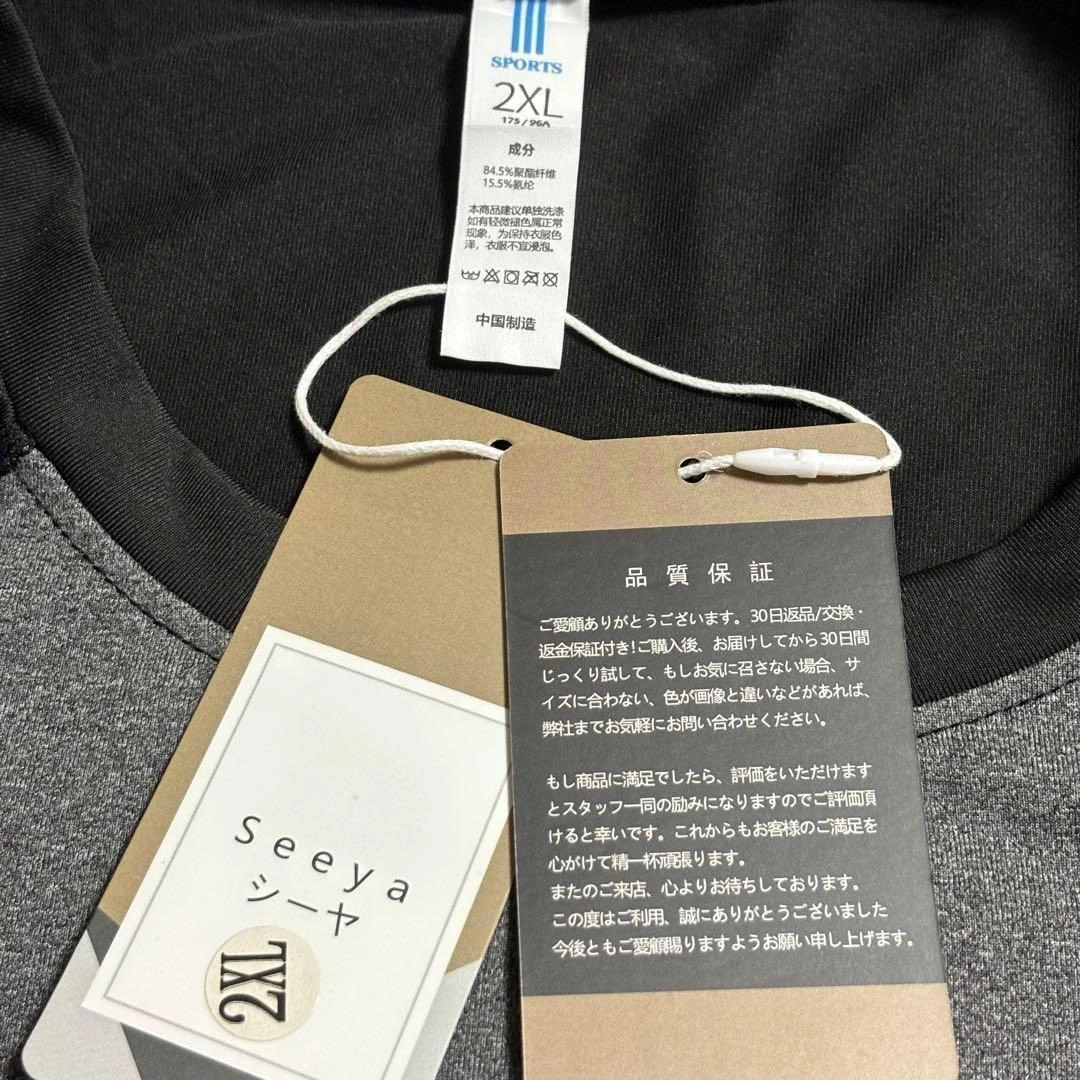 SPORTS
2XL
175/96A
成分
84.5%聚酯纤维
15.5%氨纶
本商品建议单独洗涤
如有轻微褪色属正常
现象，为保持衣服色
泽，衣服不宜浸泡。
中国制造
品質保証
ご愛顧ありがとうございます。30日返品/交換・
返金保証付き!ご購入後、お届けしてから30日間
じっくり試して、もしお気に召さない場合、サ
イズに合わない、色が画像と違いなどがあれば、
弊社までお気軽にお問い合わせください。
もし商品に満足でしたら、評価をいただけます
とスタッフ一同の励みになりますのでご評価頂
けると幸いです。これからもお客様のご満足を
心がけて精一杯頑張ります。
またのご来店、心よりお待ちしております。
この度はご利用、誠にありがとうございました
今後ともご愛顧賜りますようお願い申し上げます。
Seeya
シーヤ
2XL